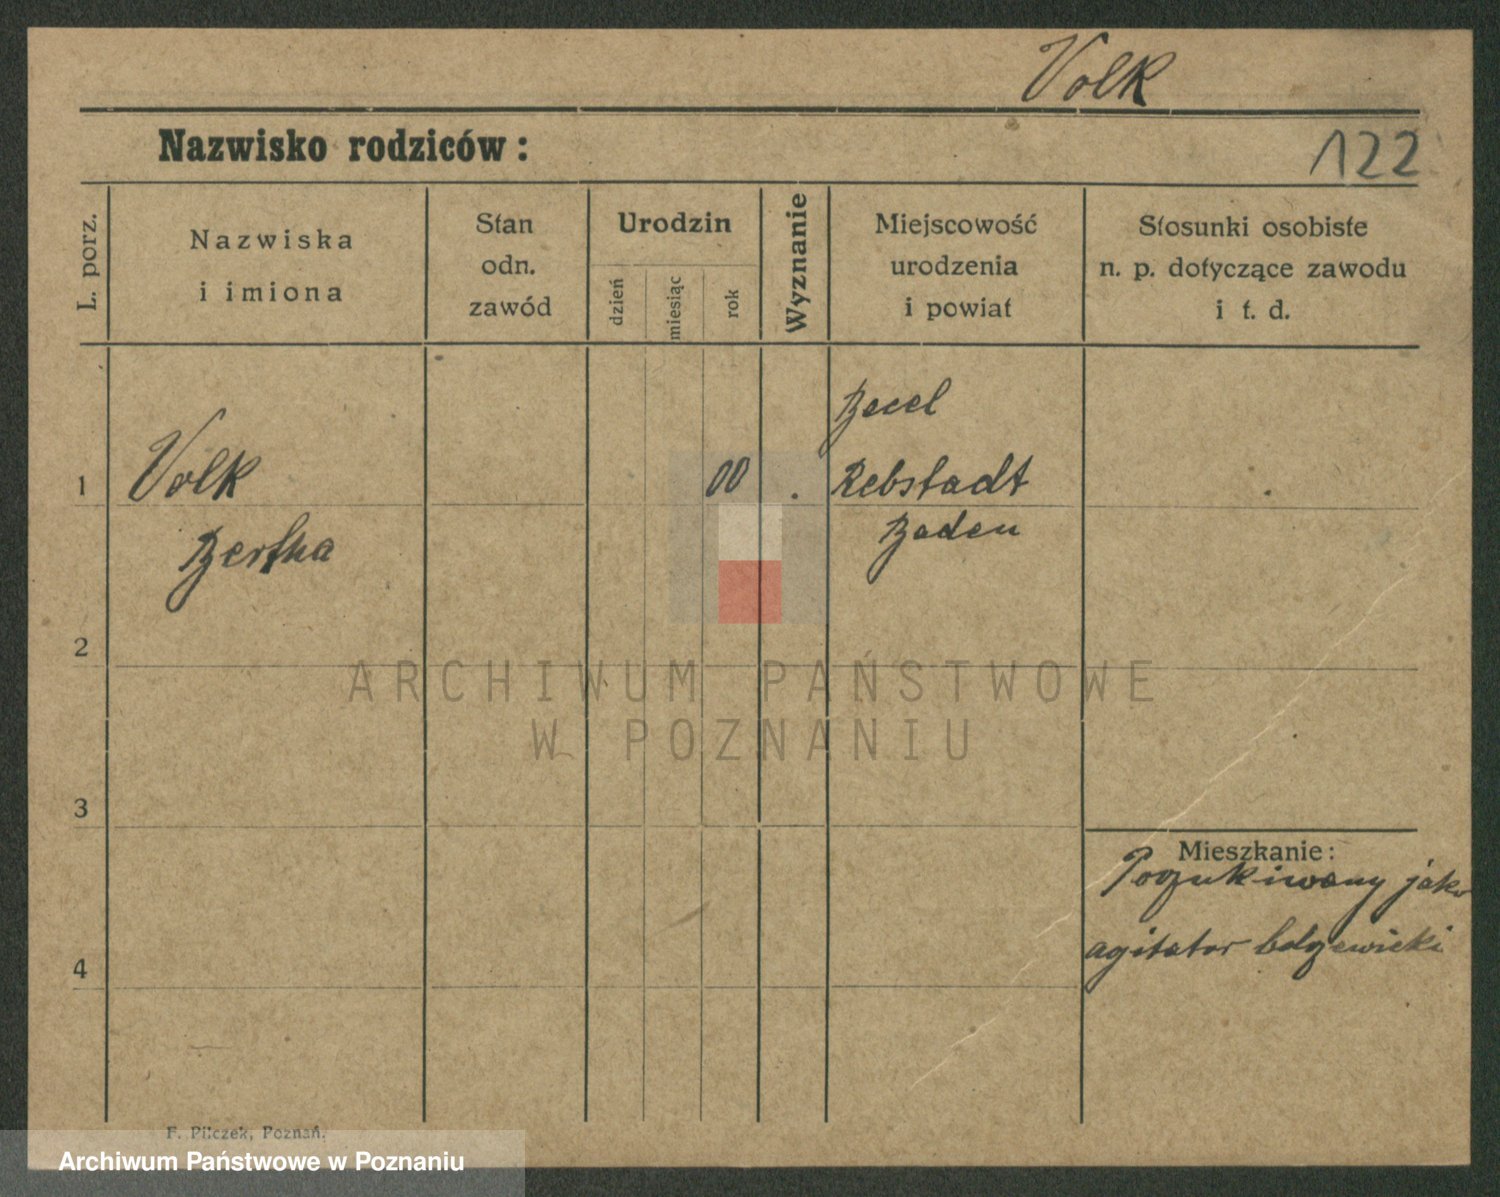 Volk
Nazwisko rodziców :
122
L. porz.
Nazwiska
i imiona
Stan
odn.
zawód
Urodzin
dzień
miesiąc
rok
Wyznanie
Miejscowość
urodzenia
i powiat
Stosunki osobiste
n. p. dotyczące zawodu
i t. d.
1
Volk
Bertha
00
.
Rebstadt
Baden
2
3
4
Mieszkanie:
Poszukiwany jako
agitator bolszewicki
F. Pilczek, Poznań.
ARCHIWUM PAŃSTWOWE
W POZNANIU
Archiwum Państwowe w Poznaniu